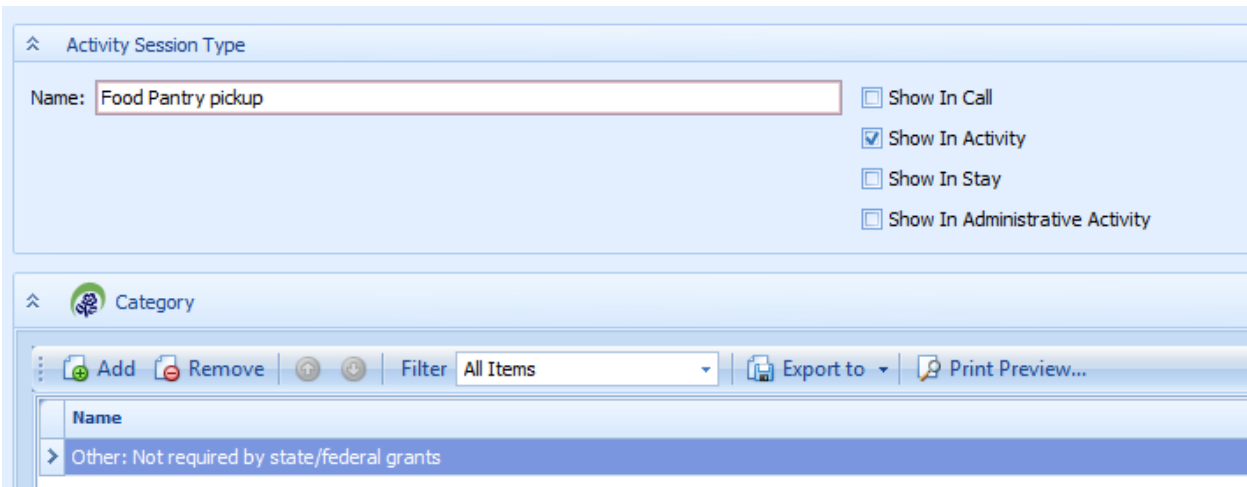 Activity Session Type
Name: Food Pantry pickup
Show In Call
Show In Activity
Show In Stay
Show In Administrative Activity
Category
Add Remove Filter All Items Export to Print Preview...
Name
Other: Not required by state/federal grants